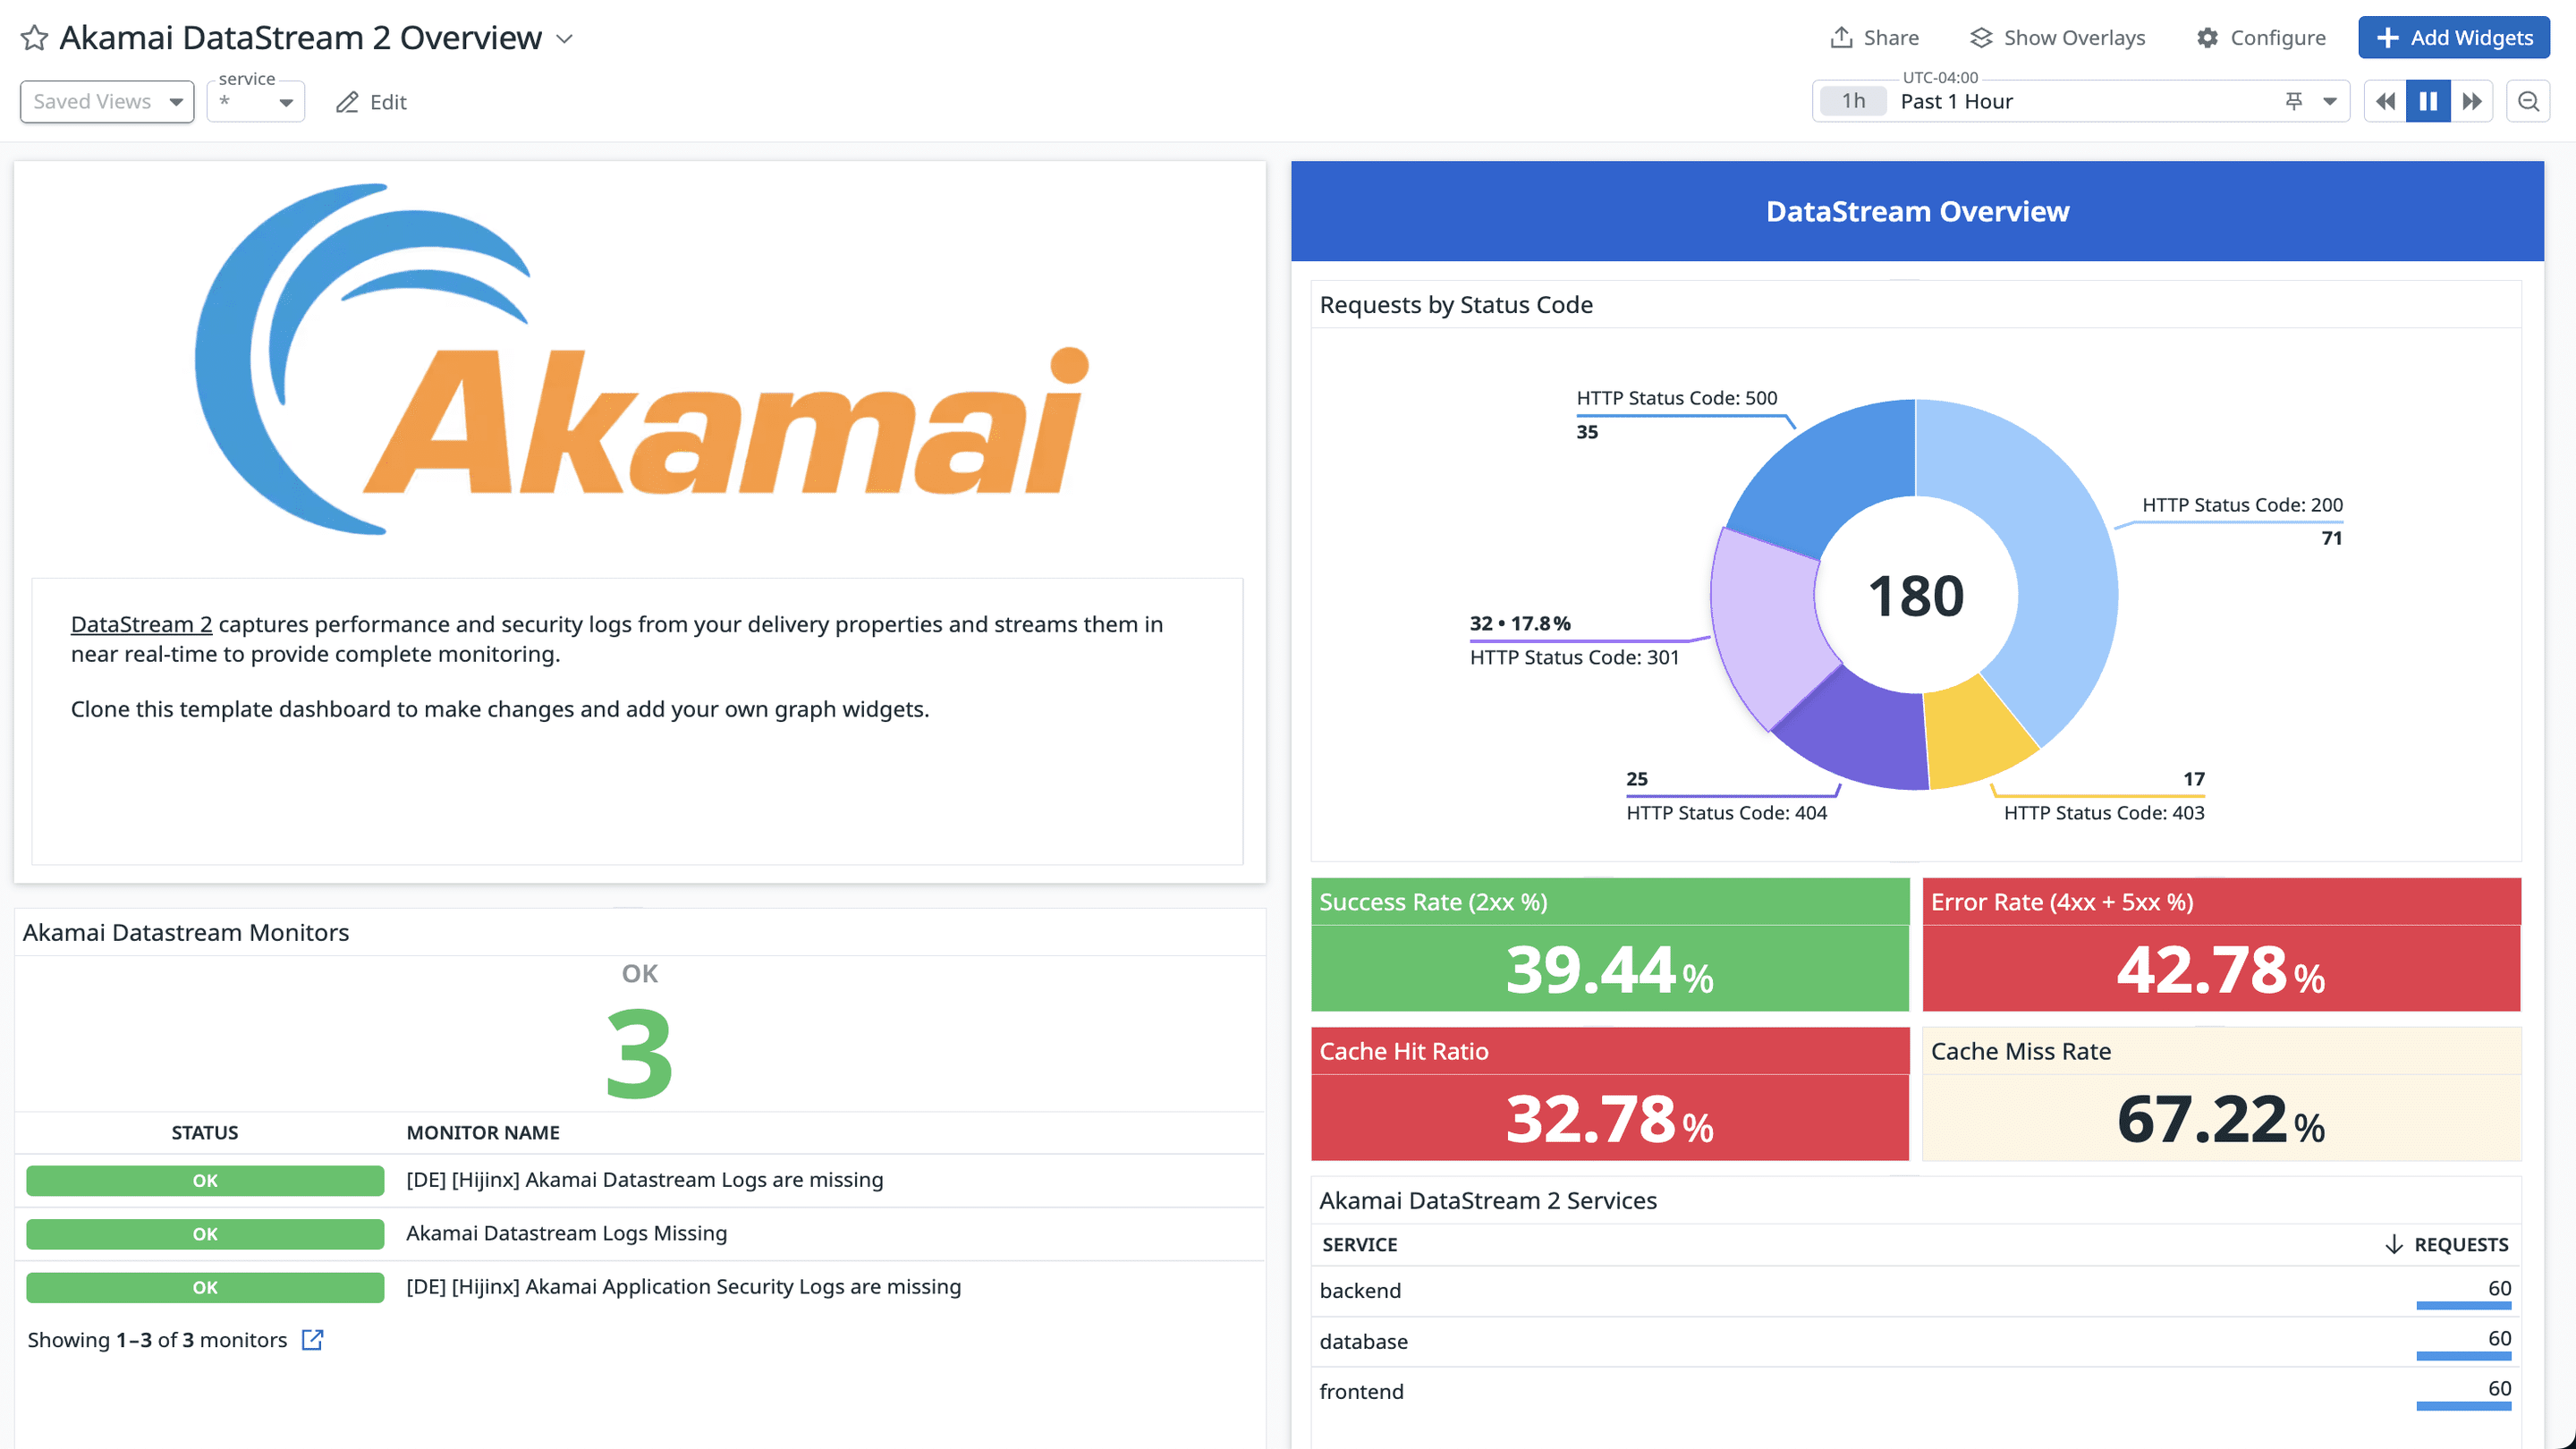 Akamai DataStream 2 Overview
Share
Show Overlays
Configure
Add Widgets
Saved Views
service
*
Edit
UTC-04:00
1h
Past 1 Hour
Akamai
DataStream 2 captures performance and security logs from your delivery properties and streams them in
near real-time to provide complete monitoring.
Clone this template dashboard to make changes and add your own graph widgets.
Akamai Datastream Monitors
OK
3
STATUS
MONITOR NAME
OK
[DE] [Hijinx] Akamai Datastream Logs are missing
OK
Akamai Datastream Logs Missing
OK
[DE] [Hijinx] Akamai Application Security Logs are missing
Showing 1–3 of 3 monitors
DataStream Overview
Requests by Status Code
HTTP Status Code: 500
35
HTTP Status Code: 200
71
180
32 • 17.8%
HTTP Status Code: 301
25
HTTP Status Code: 404
17
HTTP Status Code: 403
Success Rate (2xx %)
39.44%
Error Rate (4xx + 5xx %)
42.78%
Cache Hit Ratio
32.78%
Cache Miss Rate
67.22%
Akamai DataStream 2 Services
SERVICE
REQUESTS
backend
60
database
60
frontend
60